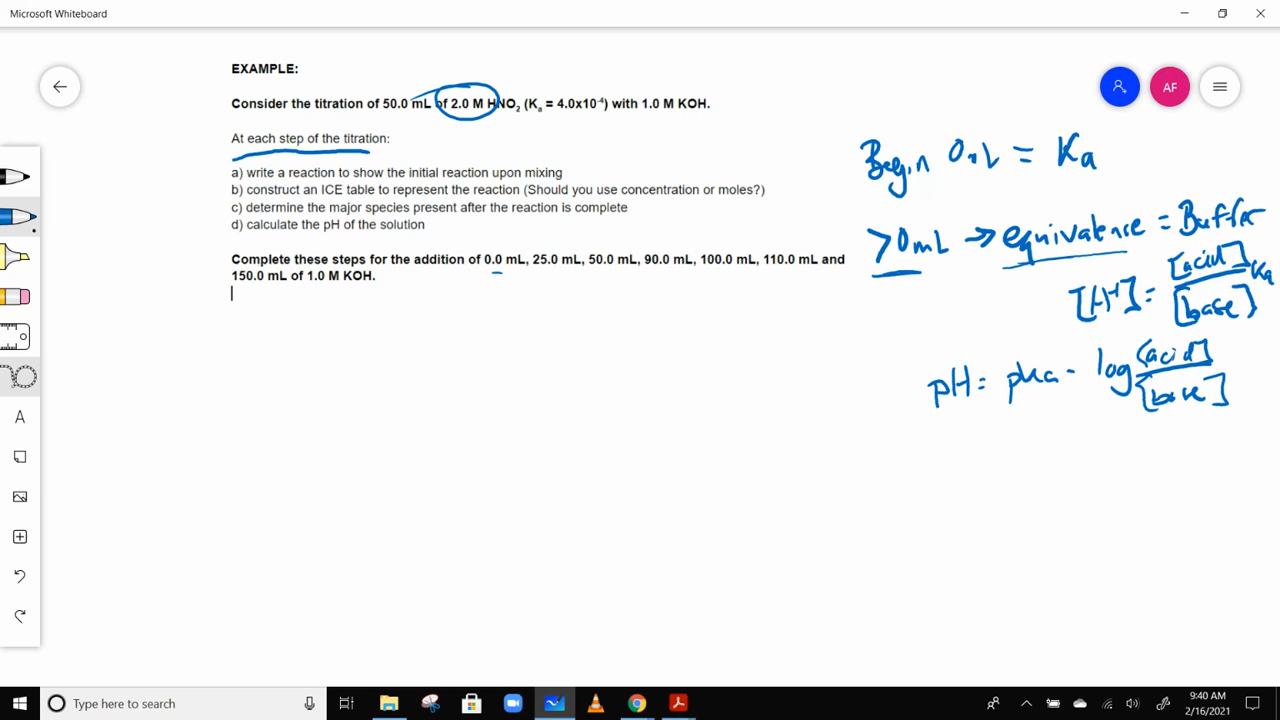 Microsoft Whiteboard
EXAMPLE:
Consider the titration of 50.0 mL of 2.0 M HNO₂ (Kₐ = 4.0x10⁻⁴) with 1.0 M KOH.
At each step of the titration:
a) write a reaction to show the initial reaction upon mixing
b) construct an ICE table to represent the reaction (Should you use concentration or moles?)
c) determine the major species present after the reaction is complete
d) calculate the pH of the solution
Complete these steps for the addition of 0.0 mL, 25.0 mL, 50.0 mL, 90.0 mL, 100.0 mL, 110.0 mL and
150.0 mL of 1.0 M KOH.
AF
Begin 0mL = Ka
>0mL → equivalence = Buffer
[H⁺] = [acid]/[base] Ka
pH = pKa - log [acid]/[base]
A
Type here to search
9:40 AM
2/16/2021